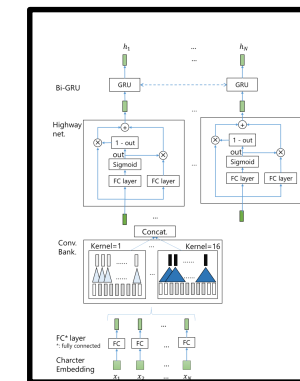 h1 ... hN
...
Bi-GRU GRU GRU
...
Highway
net.
+ +
1 - out 1 - out
× × × ×
out out
Sigmoid Sigmoid
...
FC layer FC layer FC layer FC layer
...
Concat.
Conv.
Bank.
Kernel=1 Kernel=16
...... ......
...
...... ......
...
FC* layer
*: fully connected
FC FC ... FC
Charcter
Embedding
...
x1 x2 ... xN